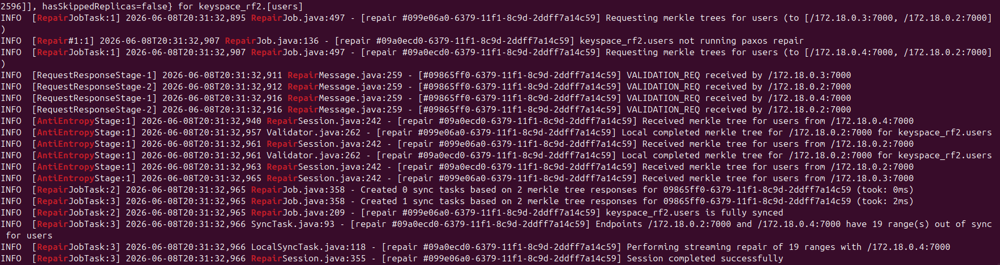 2596]], hasSkippedReplicas=false} for keyspace_rf2.[users]
INFO  [RepairJobTask:1] 2026-06-08T20:31:32,895 RepairJob.java:497 - [repair #099e06a0-6379-11f1-8c9d-2ddff7a14c59] Requesting merkle trees for users (to [/172.18.0.3:7000, /172.18.0.2:7000]
)
INFO  [Repair#1:1] 2026-06-08T20:31:32,907 RepairJob.java:136 - [repair #09a0ecd0-6379-11f1-8c9d-2ddff7a14c59] keyspace_rf2.users not running paxos repair
INFO  [RepairJobTask:1] 2026-06-08T20:31:32,907 RepairJob.java:497 - [repair #09a0ecd0-6379-11f1-8c9d-2ddff7a14c59] Requesting merkle trees for users (to [/172.18.0.4:7000, /172.18.0.2:7000]
)
INFO  [RequestResponseStage-1] 2026-06-08T20:31:32,911 RepairMessage.java:259 - [#09865ff0-6379-11f1-8c9d-2ddff7a14c59] VALIDATION_REQ received by /172.18.0.3:7000
INFO  [RequestResponseStage-2] 2026-06-08T20:31:32,912 RepairMessage.java:259 - [#09865ff0-6379-11f1-8c9d-2ddff7a14c59] VALIDATION_REQ received by /172.18.0.2:7000
INFO  [RequestResponseStage-1] 2026-06-08T20:31:32,916 RepairMessage.java:259 - [#09865ff0-6379-11f1-8c9d-2ddff7a14c59] VALIDATION_REQ received by /172.18.0.4:7000
INFO  [RequestResponseStage-2] 2026-06-08T20:31:32,916 RepairMessage.java:259 - [#09865ff0-6379-11f1-8c9d-2ddff7a14c59] VALIDATION_REQ received by /172.18.0.2:7000
INFO  [AntiEntropyStage:1] 2026-06-08T20:31:32,940 RepairSession.java:242 - [repair #09a0ecd0-6379-11f1-8c9d-2ddff7a14c59] Received merkle tree for users from /172.18.0.4:7000
INFO  [AntiEntropyStage:1] 2026-06-08T20:31:32,957 Validator.java:262 - [repair #099e06a0-6379-11f1-8c9d-2ddff7a14c59] Local completed merkle tree for /172.18.0.2:7000 for keyspace_rf2.users
INFO  [AntiEntropyStage:1] 2026-06-08T20:31:32,961 RepairSession.java:242 - [repair #099e06a0-6379-11f1-8c9d-2ddff7a14c59] Received merkle tree for users from /172.18.0.2:7000
INFO  [AntiEntropyStage:1] 2026-06-08T20:31:32,961 Validator.java:262 - [repair #09a0ecd0-6379-11f1-8c9d-2ddff7a14c59] Local completed merkle tree for /172.18.0.2:7000 for keyspace_rf2.users
INFO  [AntiEntropyStage:1] 2026-06-08T20:31:32,963 RepairSession.java:242 - [repair #09a0ecd0-6379-11f1-8c9d-2ddff7a14c59] Received merkle tree for users from /172.18.0.2:7000
INFO  [AntiEntropyStage:1] 2026-06-08T20:31:32,965 RepairSession.java:242 - [repair #099e06a0-6379-11f1-8c9d-2ddff7a14c59] Received merkle tree for users from /172.18.0.3:7000
INFO  [RepairJobTask:2] 2026-06-08T20:31:32,965 RepairJob.java:358 - Created 0 sync tasks based on 2 merkle tree responses for 09865ff0-6379-11f1-8c9d-2ddff7a14c59 (took: 0ms)
INFO  [RepairJobTask:3] 2026-06-08T20:31:32,965 RepairJob.java:358 - Created 1 sync tasks based on 2 merkle tree responses for 09865ff0-6379-11f1-8c9d-2ddff7a14c59 (took: 2ms)
INFO  [RepairJobTask:2] 2026-06-08T20:31:32,965 RepairJob.java:209 - [repair #099e06a0-6379-11f1-8c9d-2ddff7a14c59] keyspace_rf2.users is fully synced
INFO  [RepairJobTask:3] 2026-06-08T20:31:32,966 SyncTask.java:93 - [repair #09a0ecd0-6379-11f1-8c9d-2ddff7a14c59] Endpoints /172.18.0.2:7000 and /172.18.0.4:7000 have 19 range(s) out of sync
 for users
INFO  [RepairJobTask:3] 2026-06-08T20:31:32,966 LocalSyncTask.java:118 - [repair #09a0ecd0-6379-11f1-8c9d-2ddff7a14c59] Performing streaming repair of 19 ranges with /172.18.0.4:7000
INFO  [RepairJobTask:3] 2026-06-08T20:31:32,966 RepairSession.java:355 - [repair #099e06a0-6379-11f1-8c9d-2ddff7a14c59] Session completed successfully